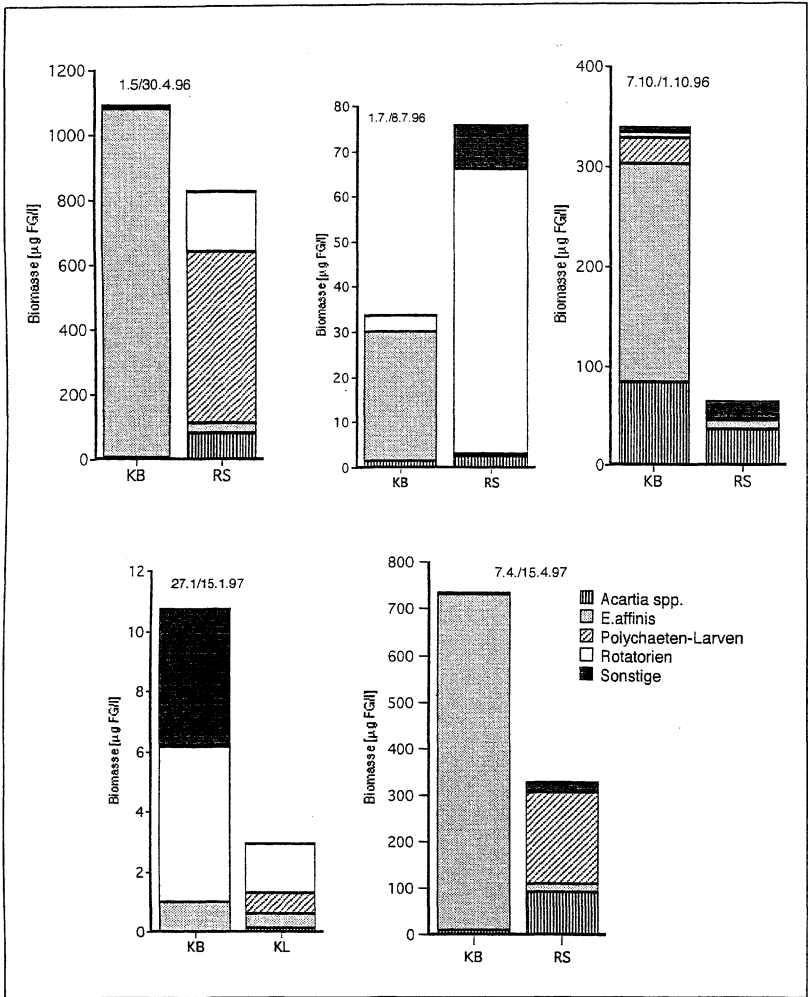 1.5/30.4.96
Biomasse [µg FG/l]
1200
1000
800
600
400
200
0
KB RS
1.7./8.7.96
Biomasse [µg FG/l]
80
70
60
50
40
30
20
10
0
KB RS
7.10./1.10.96
Biomasse [µg FG/l]
400
300
200
100
0
KB RS
27.1/15.1.97
Biomasse [µg FG/l]
12
10
8
6
4
2
0
KB KL
7.4./15.4.97
Biomasse [µg FG/l]
800
700
600
500
400
300
200
100
0
KB RS
Acartia spp.
E.affinis
Polychaeten-Larven
Rotatorien
Sonstige